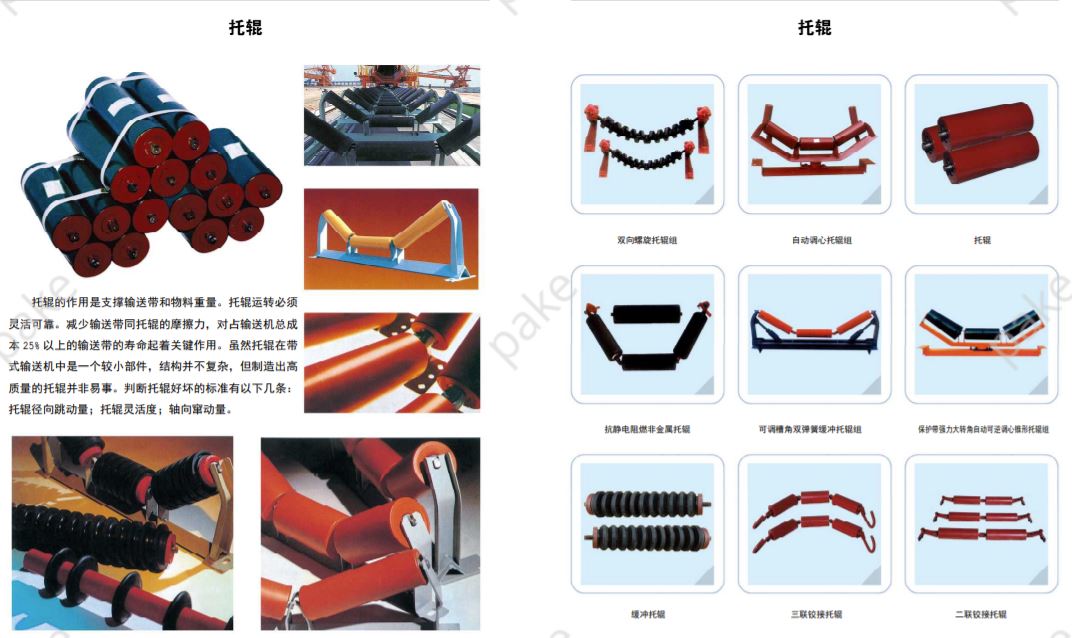 托辊
托辊的作用是支撑输送带和物料重量。托辊运转必须
灵活可靠。减少输送带同托辊的摩擦力，对占输送机总成
本25%以上的输送带的寿命起着关键作用。虽然托辊在带
式输送机中是一个较小部件，结构并不复杂，但制造出高
质量的托辊并非易事。判断托辊好坏的标准有以下几条：
托辊径向跳动量；托辊灵活度；轴向窜动量。
托辊
双向螺旋托辊组
自动调心托辊组
托辊
抗静电阻燃非金属托辊
可调槽角双弹簧缓冲托辊组
保护带强力大转角自动可逆调心锥形托辊组
缓冲托辊
三联铰接托辊
二联铰接托辊
pake
pake
pake